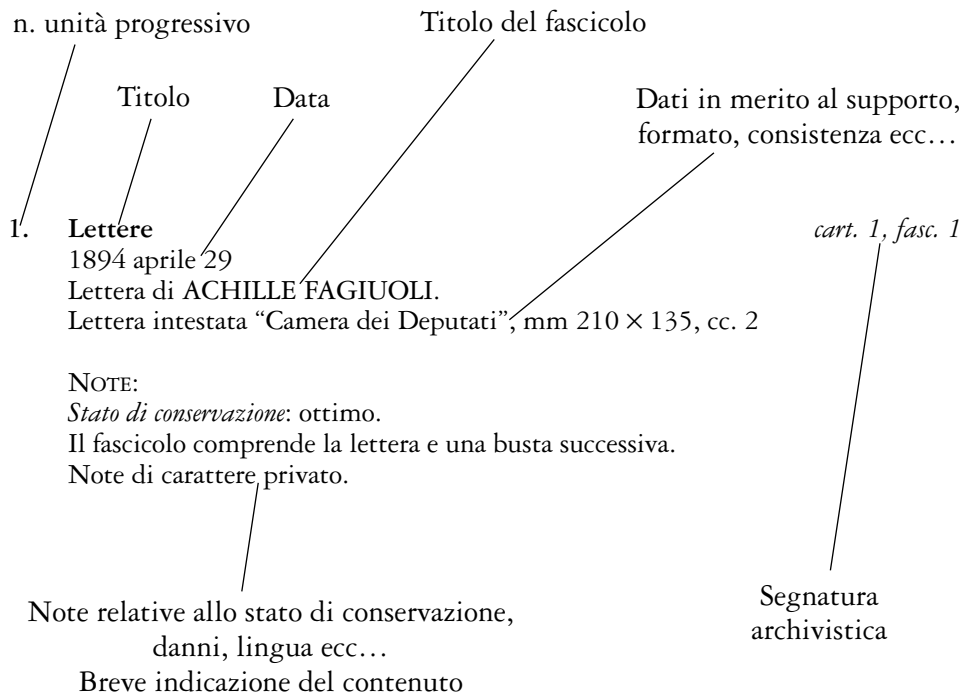 n. unità progressivo
Titolo del fascicolo
Titolo
Data
Dati in merito al supporto,
formato, consistenza ecc…
1. Lettere cart. 1, fasc. 1
1894 aprile 29
Lettera di ACHILLE FAGIUOLI.
Lettera intestata “Camera dei Deputati”, mm 210 × 135, cc. 2
NOTE:
Stato di conservazione: ottimo.
Il fascicolo comprende la lettera e una busta successiva.
Note di carattere privato.
Note relative allo stato di conservazione,
danni, lingua ecc…
Breve indicazione del contenuto
Segnatura
archivistica